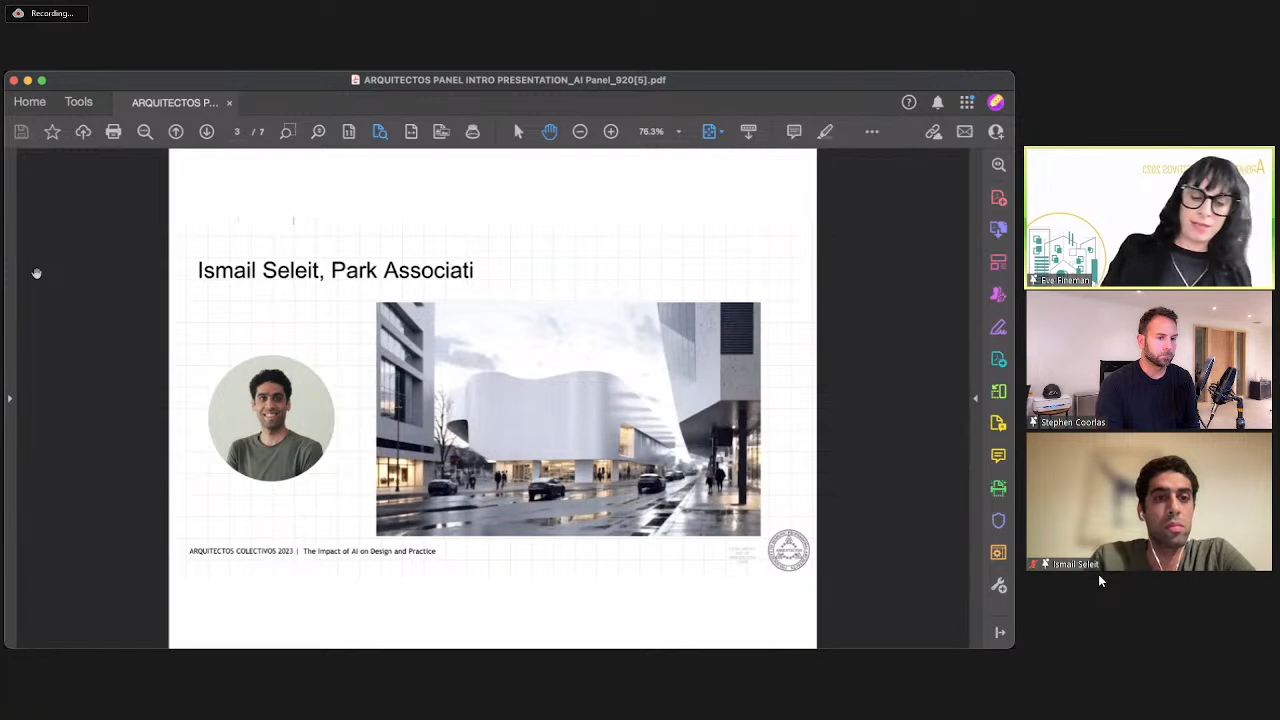 Recording...
ARQUITECTOS PANEL INTRO PRESENTATION_AI Panel_920[5].pdf
Home
Tools
ARQUITECTOS P...
3 / 7
76.3%
Ismail Seleit, Park Associati
ARQUITECTOS COLECTIVOS 2023 | The Impact of AI on Design and Practice
ARQUITECTOS
Eve Fineman
Stephen Coorlas
Ismail Seleit